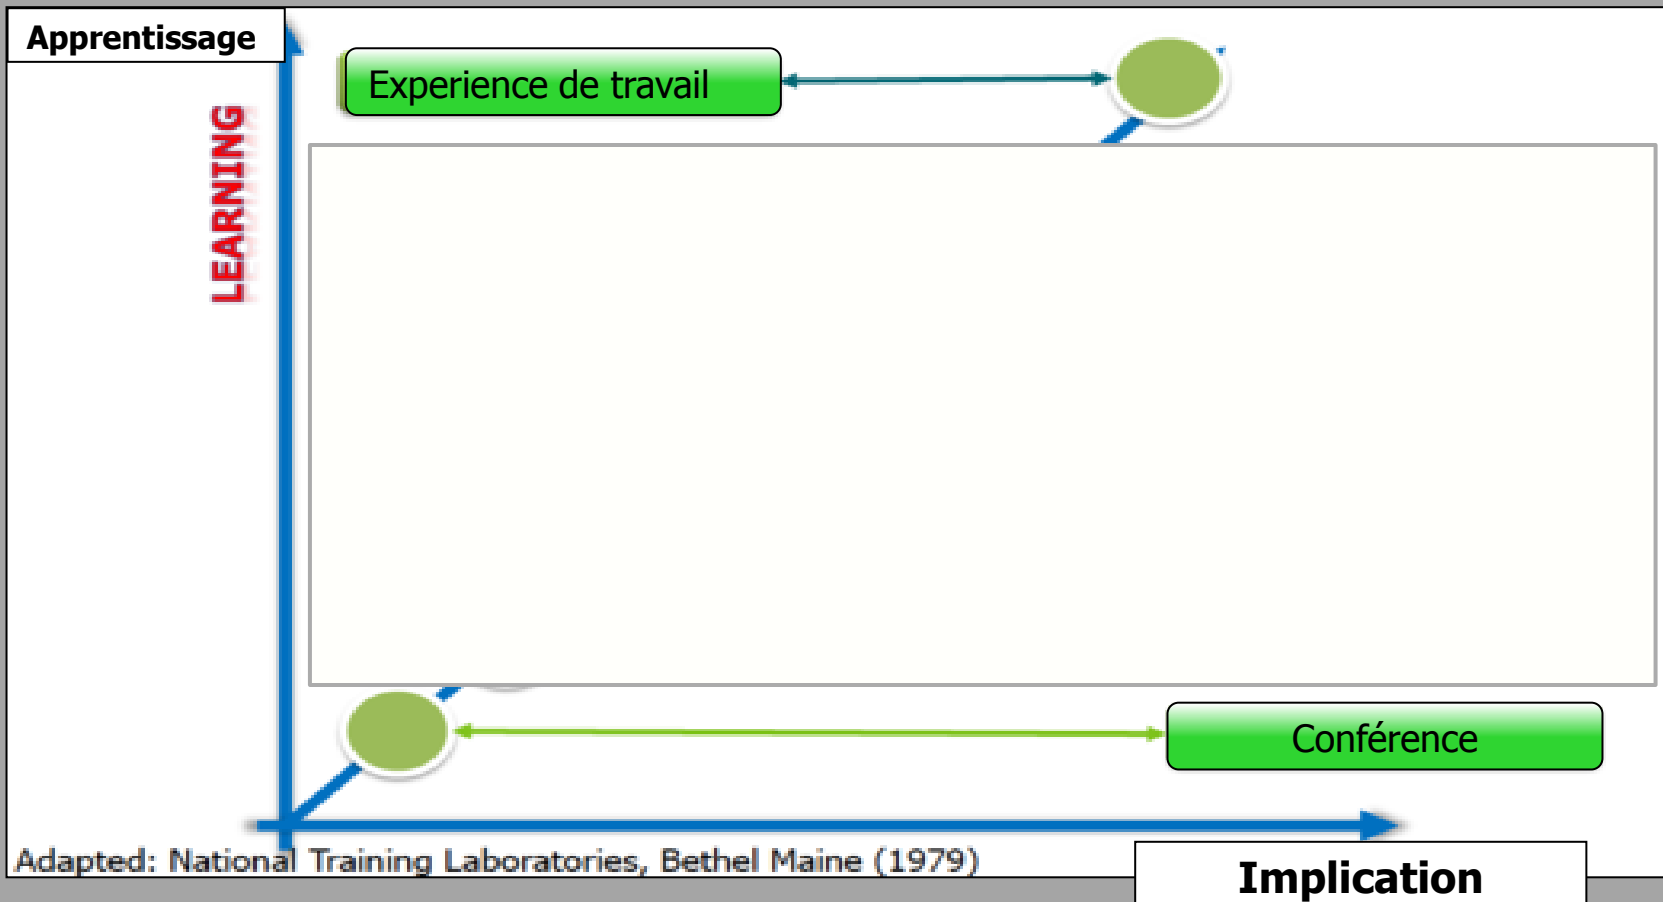 Apprentissage
Experience de travail
LEARNING
Conférence
Adapted: National Training Laboratories, Bethel Maine (1979)
Implication